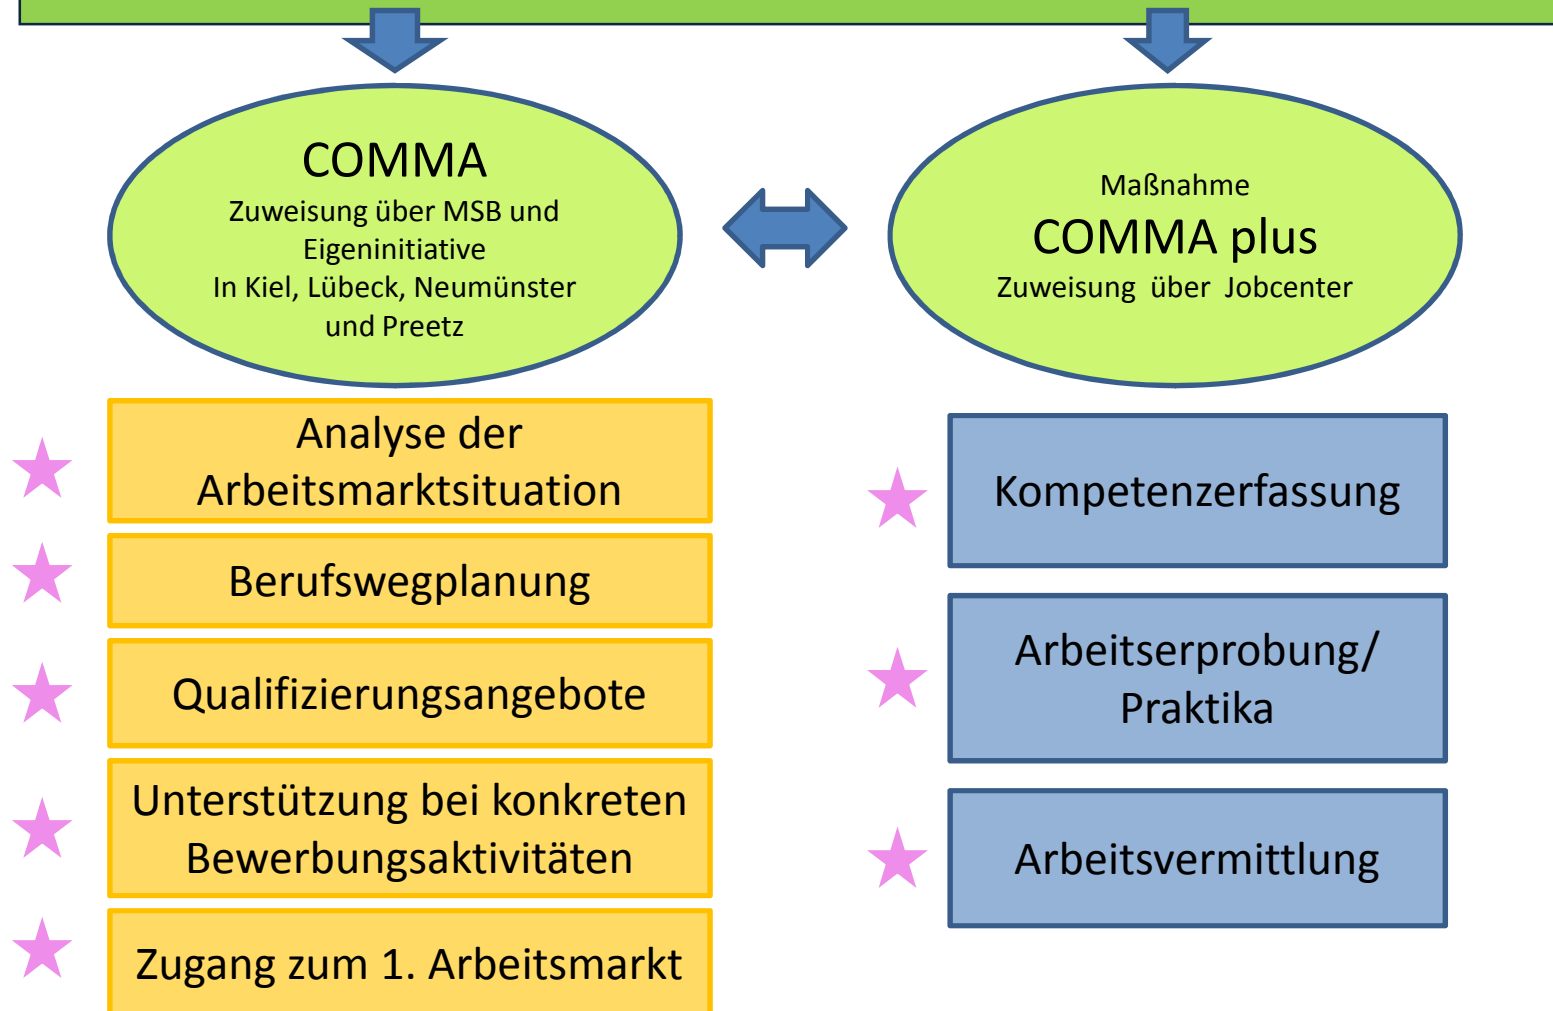 COMMA
Zuweisung über MSB und
Eigeninitiative
In Kiel, Lübeck, Neumünster
und Preetz
Maßnahme
COMMA plus
Zuweisung über Jobcenter
Analyse der
Arbeitsmarktsituation
Berufswegplanung
Qualifizierungsangebote
Unterstützung bei konkreten
Bewerbungsaktivitäten
Zugang zum 1. Arbeitsmarkt
Kompetenzerfassung
Arbeitserprobung/
Praktika
Arbeitsvermittlung